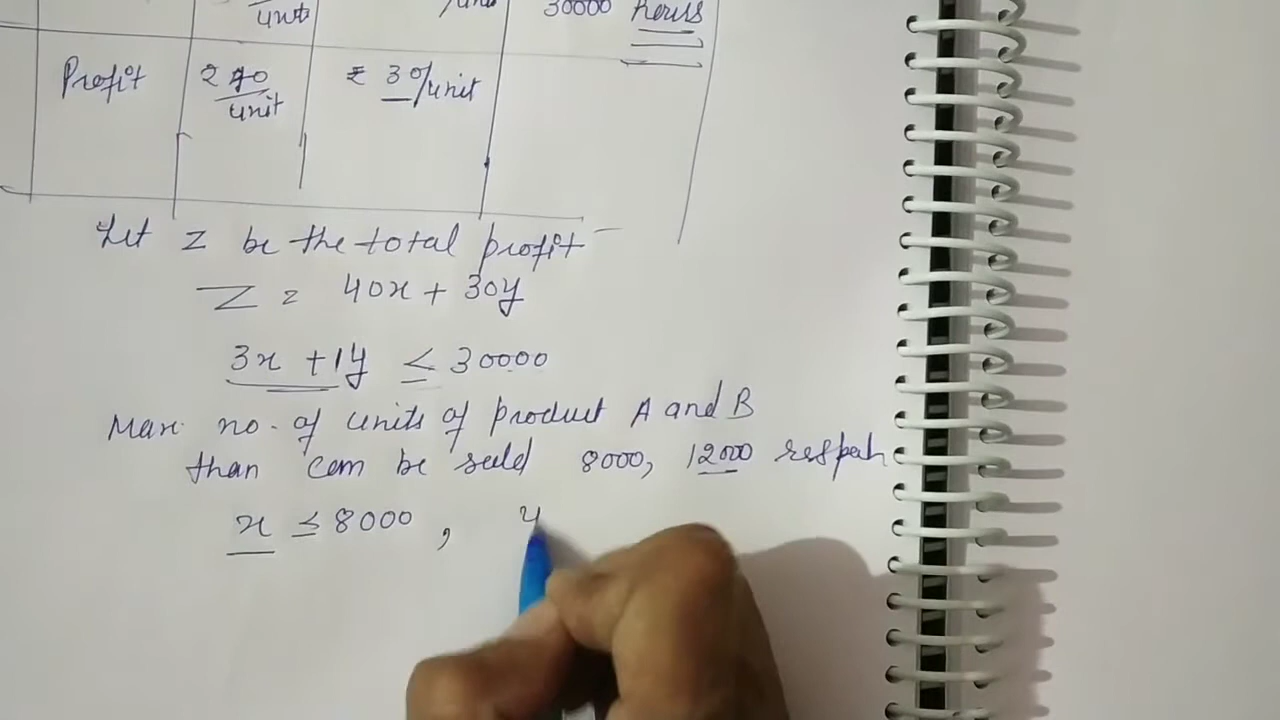 unit /unit 30000 hours
Profit ₹ 40/unit ₹ 30/unit
Let Z be the total profit
Z = 40x + 30y
3x + 1y ≤ 30000
Max. no. of units of product A and B
than can be sold 8000, 12000
x ≤ 8000, y